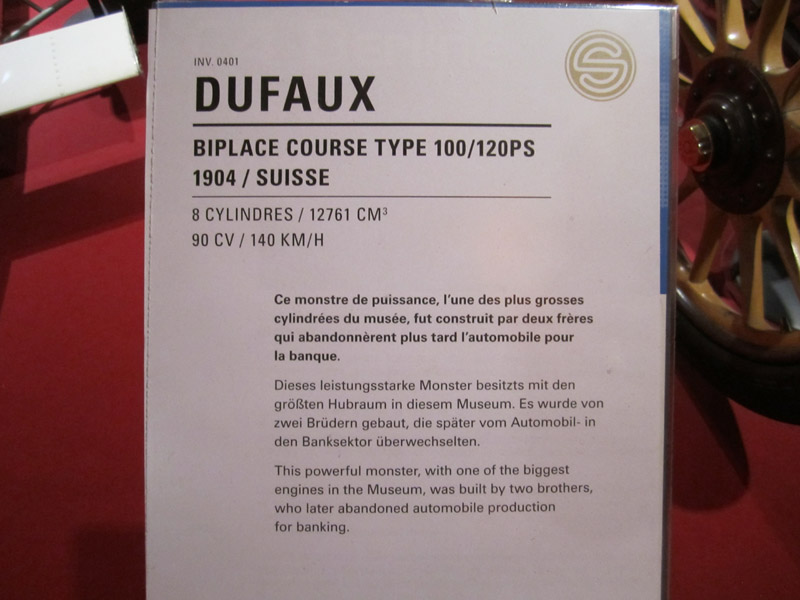 INV. 0401
DUFAUX
BIPLACE COURSE TYPE 100/120PS
1904 / SUISSE
8 CYLINDRES / 12761 CM³
90 CV / 140 KM/H
Ce monstre de puissance, l'une des plus grosses
cylindrées du musée, fut construit par deux frères
qui abandonnèrent plus tard l'automobile pour
la banque.
Dieses leistungsstarke Monster besitzts mit den
größten Hubraum in diesem Museum. Es wurde von
zwei Brüdern gebaut, die später vom Automobil- in
den Banksektor überwechselten.
This powerful monster, with one of the biggest
engines in the Museum, was built by two brothers,
who later abandoned automobile production
for banking.